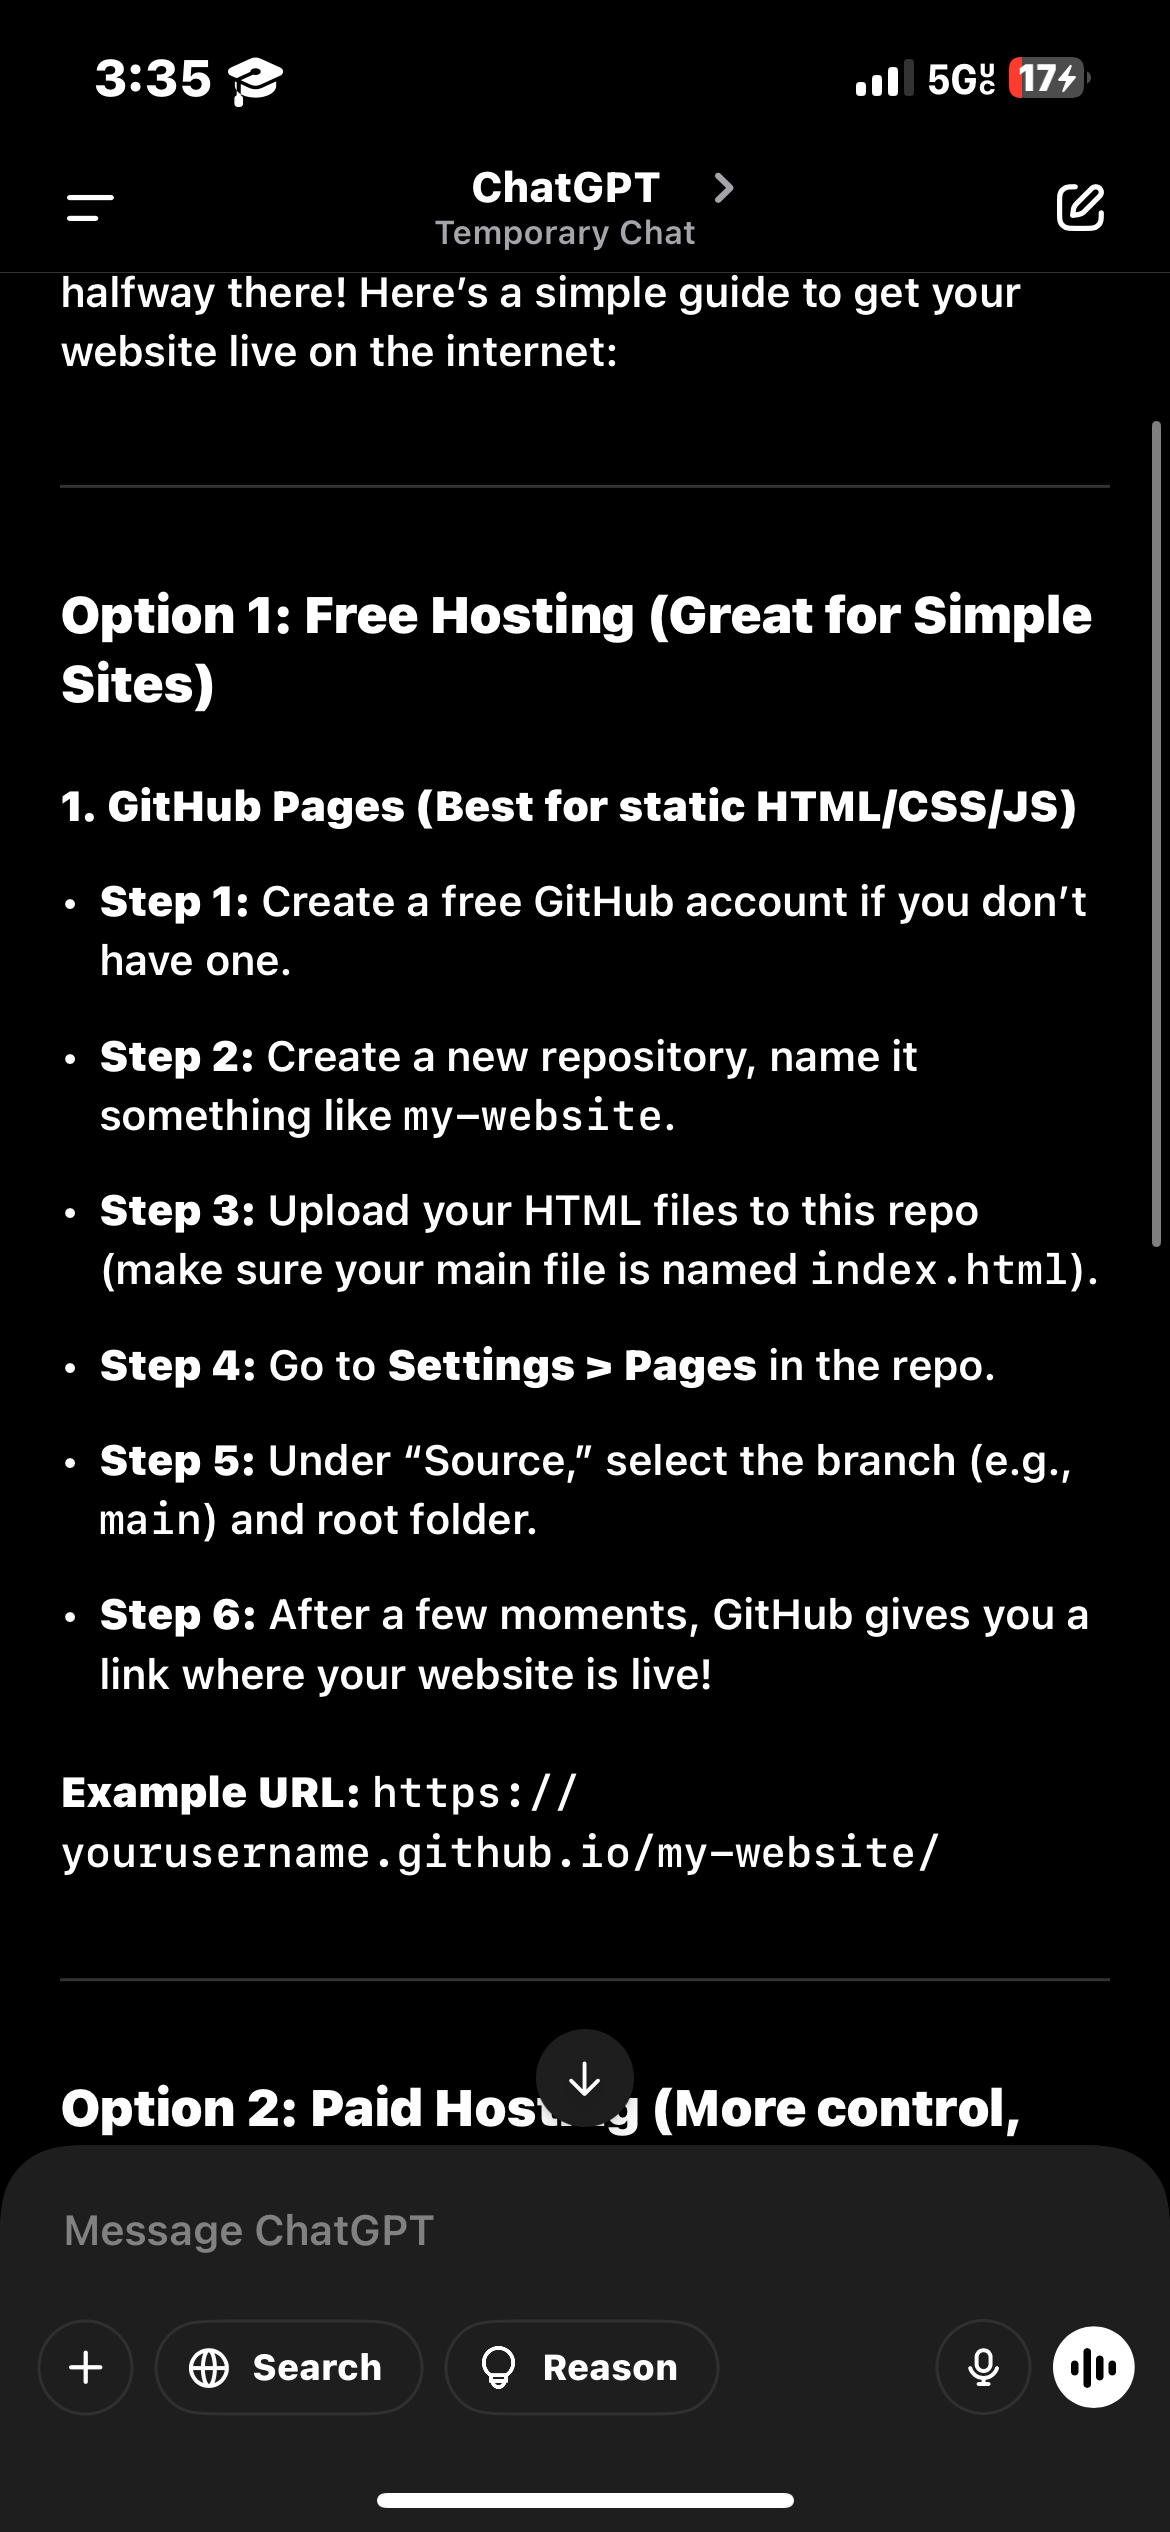 3:35
5G UC 17
ChatGPT
Temporary Chat
halfway there! Here’s a simple guide to get your
website live on the internet:
Option 1: Free Hosting (Great for Simple
Sites)
1. GitHub Pages (Best for static HTML/CSS/JS)
• Step 1: Create a free GitHub account if you don’t
have one.
• Step 2: Create a new repository, name it
something like my-website.
• Step 3: Upload your HTML files to this repo
(make sure your main file is named index.html).
• Step 4: Go to Settings > Pages in the repo.
• Step 5: Under “Source,” select the branch (e.g.,
main) and root folder.
• Step 6: After a few moments, GitHub gives you a
link where your website is live!
Example URL: https://
yourusername.github.io/my-website/
Option 2: Paid Hosting (More control,
Message ChatGPT
Search
Reason